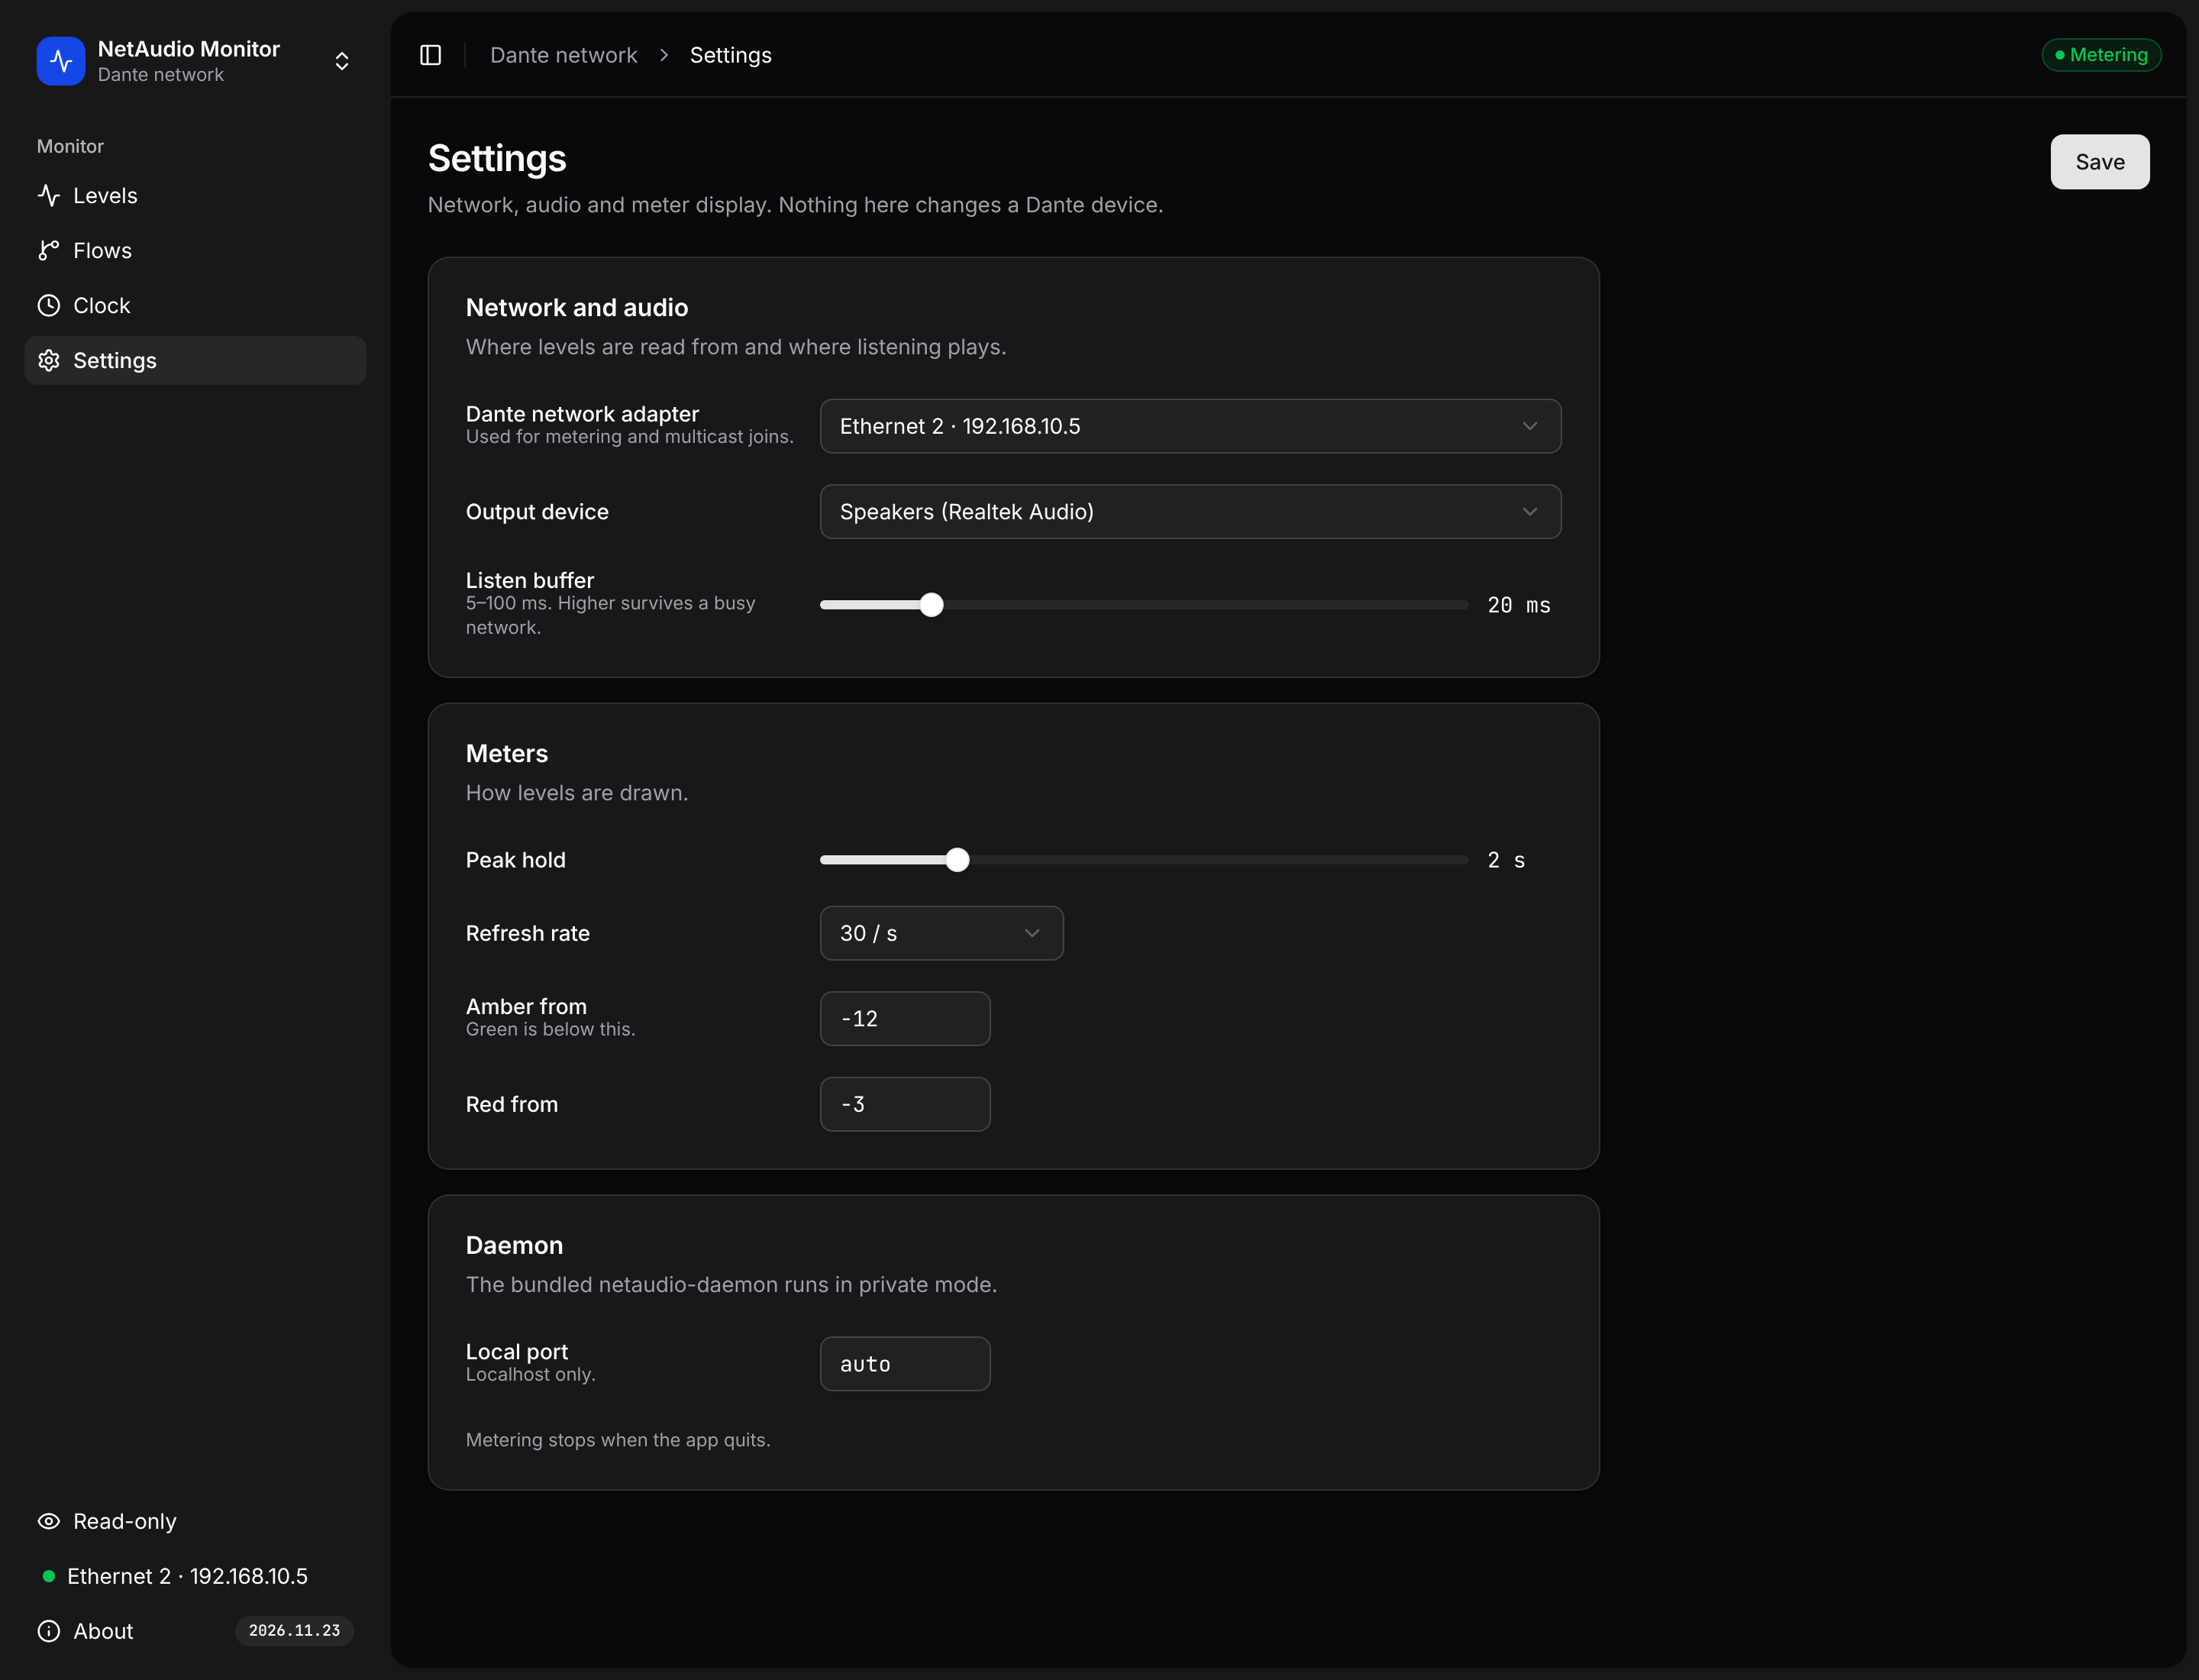 NetAudio Monitor
Dante network
Monitor
Levels
Flows
Clock
Settings
Read-only
Ethernet 2 · 192.168.10.5
About
2026.11.23
Dante network > Settings
Metering
Settings
Save
Network, audio and meter display. Nothing here changes a Dante device.
Network and audio
Where levels are read from and where listening plays.
Dante network adapter
Used for metering and multicast joins.
Ethernet 2 · 192.168.10.5
Output device
Speakers (Realtek Audio)
Listen buffer
5–100 ms. Higher survives a busy
network.
20 ms
Meters
How levels are drawn.
Peak hold
2 s
Refresh rate
30 / s
Amber from
Green is below this.
-12
Red from
-3
Daemon
The bundled netaudio-daemon runs in private mode.
Local port
Localhost only.
auto
Metering stops when the app quits.